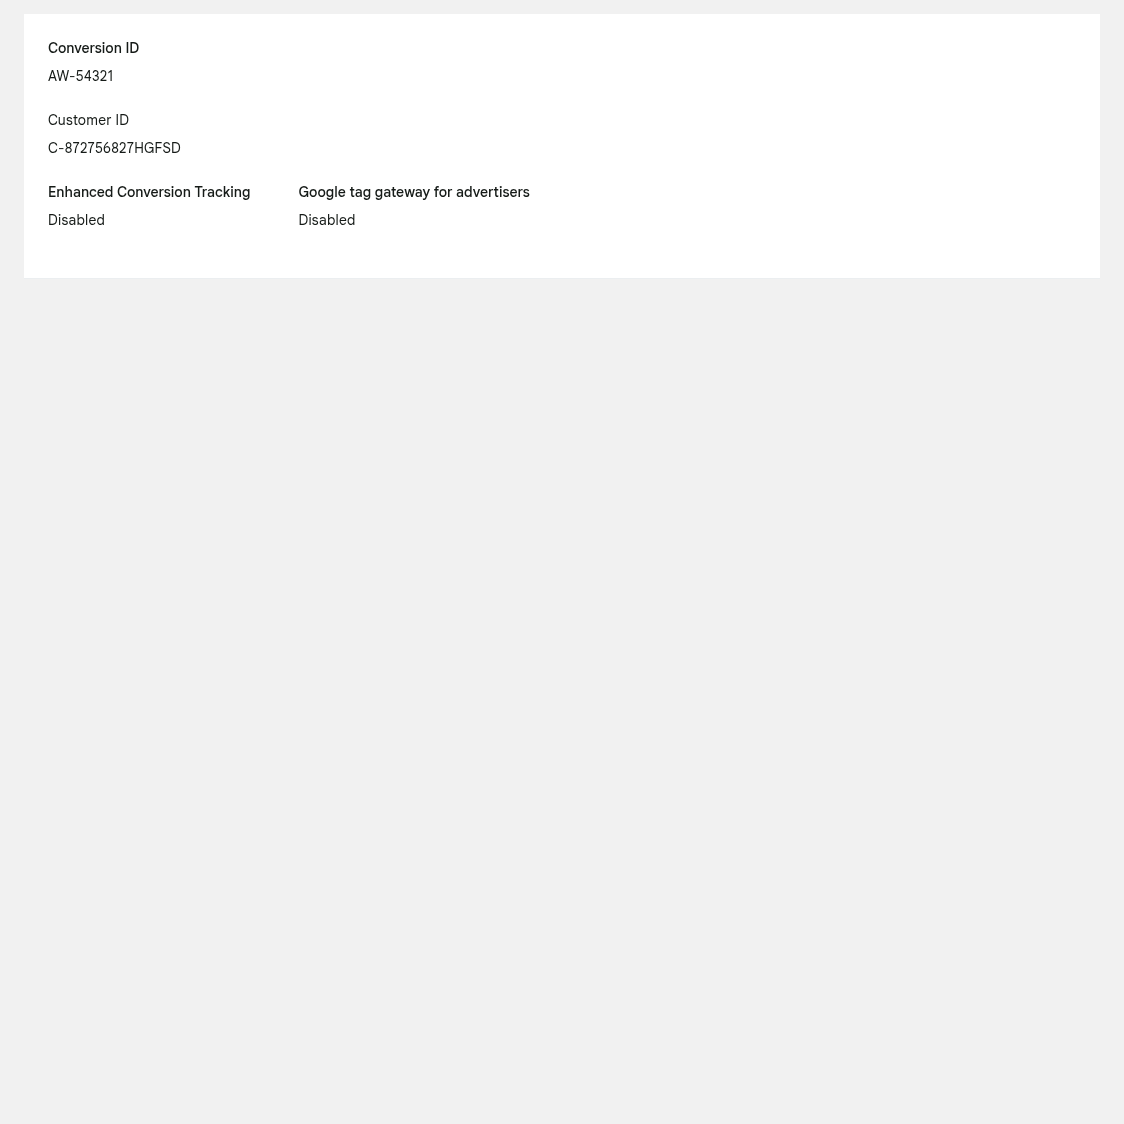 Conversion ID
AW-54321
Customer ID
C-872756827HGFSD
Enhanced Conversion Tracking
Google tag gateway for advertisers
Disabled
Disabled